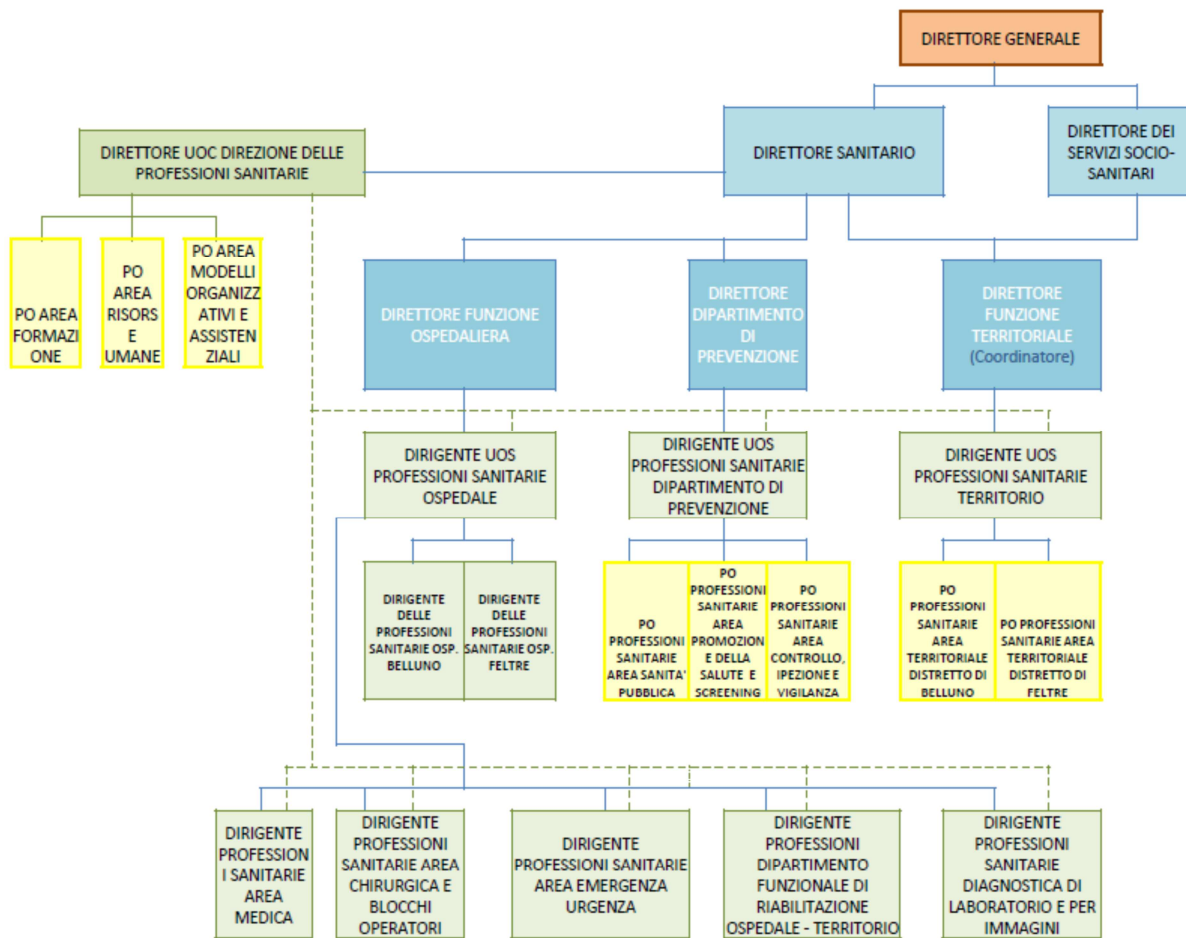 DIRETTORE GENERALE
DIRETTORE UOC DIREZIONE DELLE
PROFESSIONI SANITARIE
DIRETTORE SANITARIO
DIRETTORE DEI
SERVIZI SOCIO-
SANITARI
PO AREA
FORMAZI
ONE
PO
AREA
RISORS
E
UMANE
PO AREA
MODELLI
ORGANIZZ
ATIVI E
ASSISTEN
ZIALI
DIRETTORE FUNZIONE
OSPEDALIERA
DIRETTORE
DIPARTIMENTO
DI
PREVENZIONE
DIRETTORE
FUNZIONE
TERRITORIALE
(Coordinatore)
DIRIGENTE UOS
PROFESSIONI SANITARIE
OSPEDALE
DIRIGENTE UOS
PROFESSIONI SANITARIE
DIPARTIMENTO DI
PREVENZIONE
DIRIGENTE UOS
PROFESSIONI SANITARIE
TERRITORIO
DIRIGENTE
DELLE
PROFESSIONI
SANITARIE OSP.
BELLUNO
DIRIGENTE
DELLE
PROFESSIONI
SANITARIE OSP.
FELTRE
PO
PROFESSIONI
SANITARIE
AREA SANITA'
PUBBLICA
PO
PROFESSIONI
SANITARIE
AREA
PROMOZION
E DELLA
SALUTE E
SCREENING
PO
PROFESSIONI
SANITARIE
AREA
CONTROLLO,
IPEZIONE E
VIGILANZA
PO
PROFESSIONI
SANITARIE
AREA
TERRITORIALE
DISTRETTO DI
BELLUNO
PO PROFESSIONI
SANITARIE AREA
TERRITORIALE
DISTRETTO DI
FELTRE
DIRIGENTE
PROFESSION
I SANITARIE
AREA
MEDICA
DIRIGENTE
PROFESSIONI
SANITARIE AREA
CHIRURGICA E
BLOCCHI
OPERATORI
DIRIGENTE
PROFESSIONI SANITARIE
AREA EMERGENZA
URGENZA
DIRIGENTE
PROFESSIONI
DIPARTIMENTO
FUNZIONALE DI
RIABILITAZIONE
OSPEDALE - TERRITORIO
DIRIGENTE
PROFESSIONI
SANITARIE
DIAGNOSTICA DI
LABORATORIO E PER
IMMAGINI